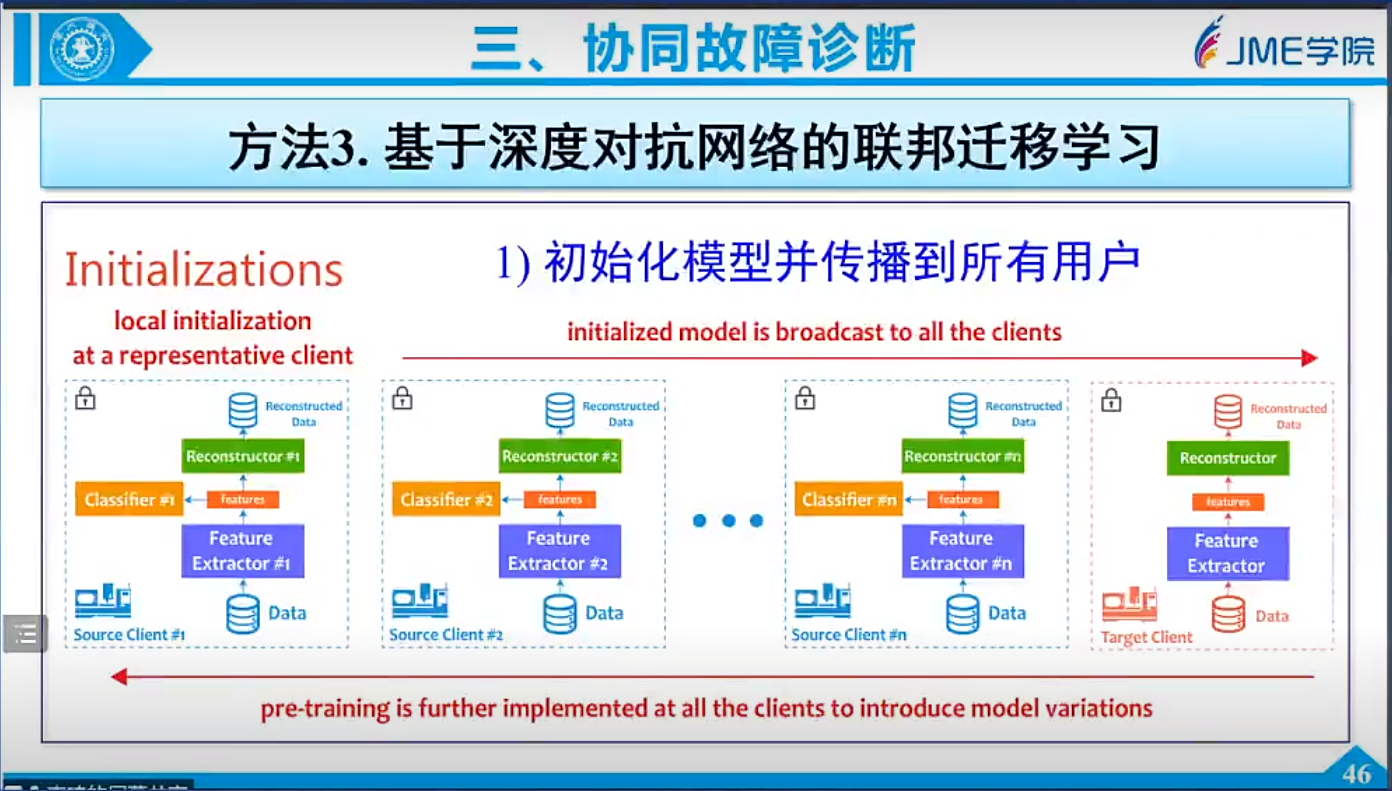 三、协同故障诊断
JME学院
方法3. 基于深度对抗网络的联邦迁移学习
Initializations
1) 初始化模型并传播到所有用户
local initialization
at a representative client
initialized model is broadcast to all the clients
Reconstructed
Data
Reconstructor #1
Classifier #1
features
Feature
Extractor #1
Data
Source Client #1
Reconstructed
Data
Reconstructor #2
Classifier #2
features
Feature
Extractor #2
Data
Source Client #2
Reconstructed
Data
Reconstructor #n
Classifier #n
features
Feature
Extractor #n
Data
Source Client #n
Reconstructed
Data
Reconstructor
features
Feature
Extractor
Data
Target Client
pre-training is further implemented at all the clients to introduce model variations
46